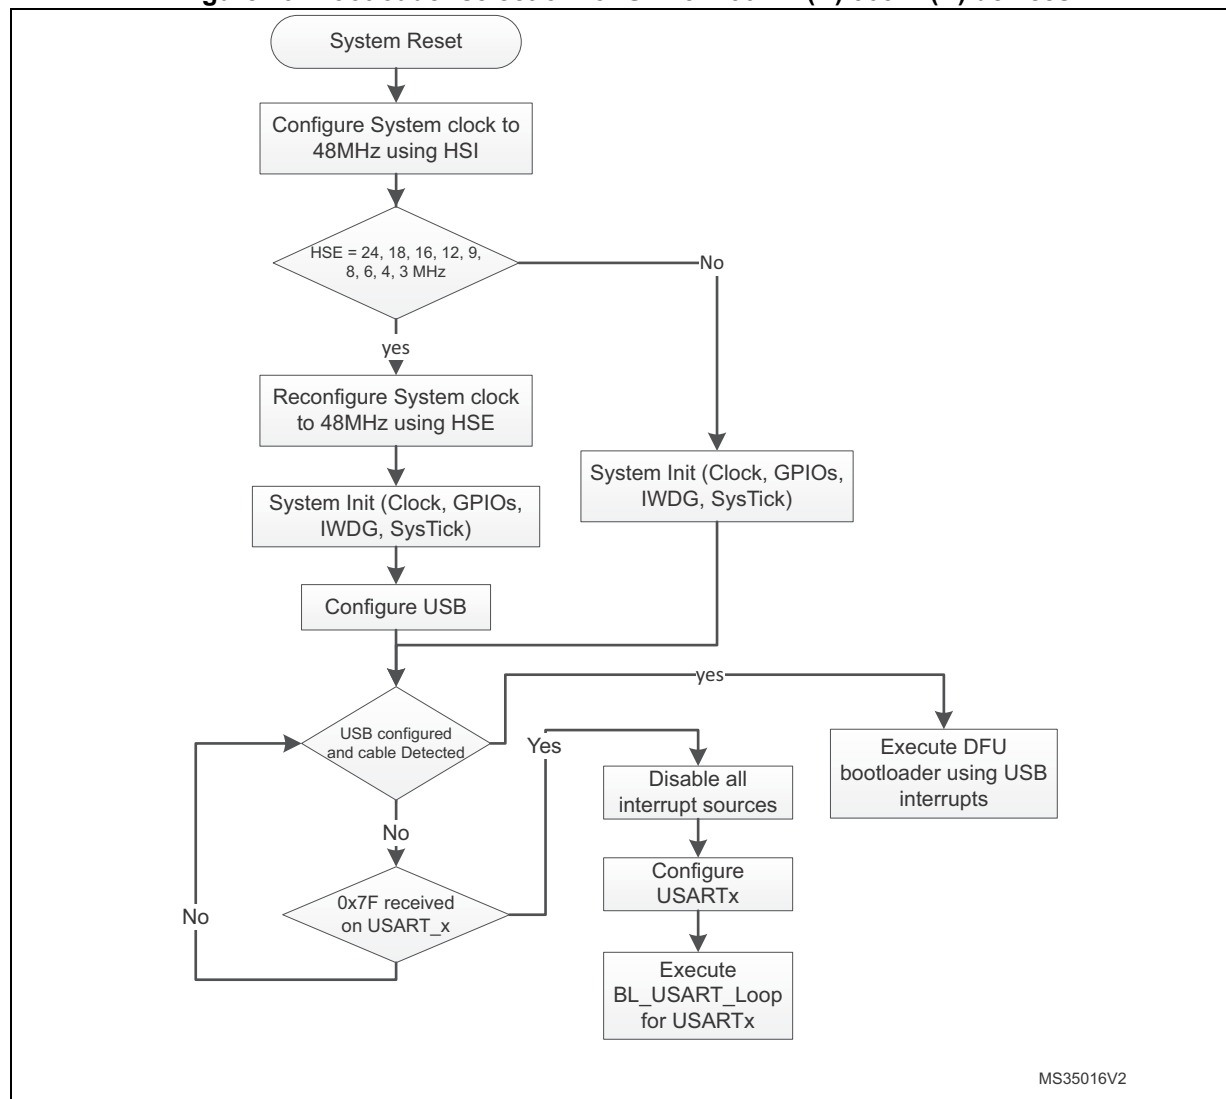 System Reset
Configure System clock to
48MHz using HSI
HSE = 24, 18, 16, 12, 9,
8, 6, 4, 3 MHz
No
yes
Reconfigure System clock
to 48MHz using HSE
System Init (Clock, GPIOs,
IWDG, SysTick)
System Init (Clock, GPIOs,
IWDG, SysTick)
Configure USB
yes
USB configured
and cable Detected
Yes
Execute DFU
bootloader using USB
interrupts
Disable all
interrupt sources
No
Configure
USARTx
0x7F received
on USART_x
No
Execute
BL_USART_Loop
for USARTx
MS35016V2